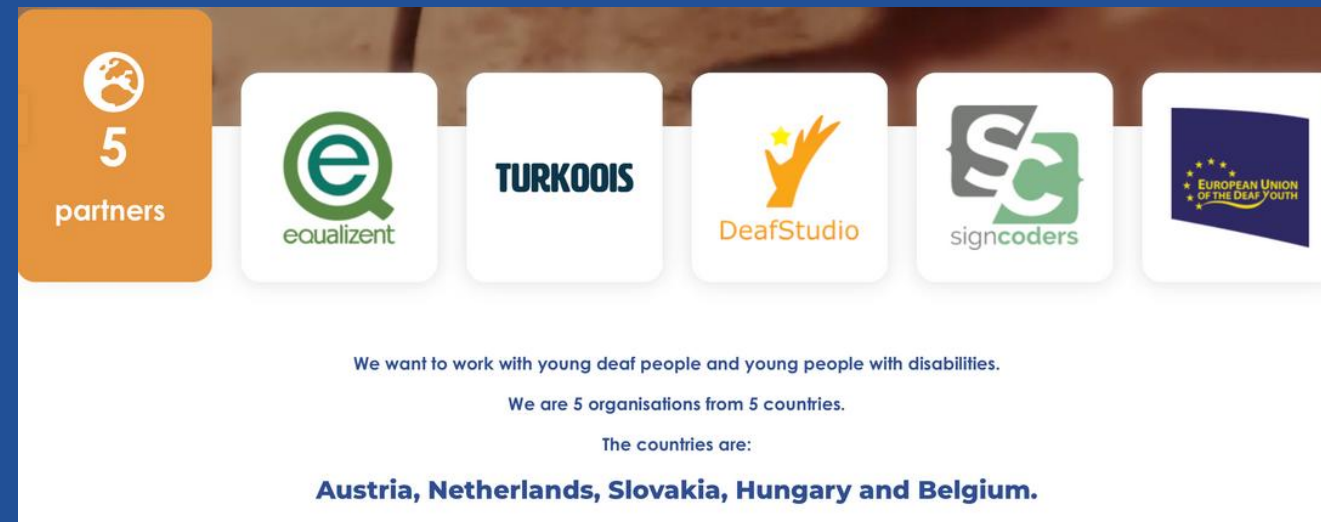 5
partners
e
equalizent
TURKOOIS
DeafStudio
SC
signcoders
EUROPEAN UNION
OF THE DEAF YOUTH
We want to work with young deaf people and young people with disabilities.
We are 5 organisations from 5 countries.
The countries are:
Austria, Netherlands, Slovakia, Hungary and Belgium.